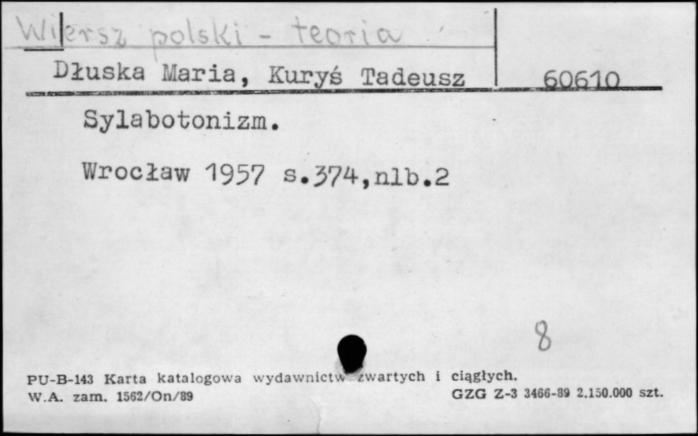 Wiersz polski - teoria
Dłuska Maria, Kuryś Tadeusz 60610
Sylabotonizm.
Wrocław 1957 s.374,nlb.2
8
PU-B-143 Karta katalogowa wydawnictw zwartych i ciągłych.
W.A. zam. 1562/On/89 GZG Z-3 3466-89 2.150.000 szt.